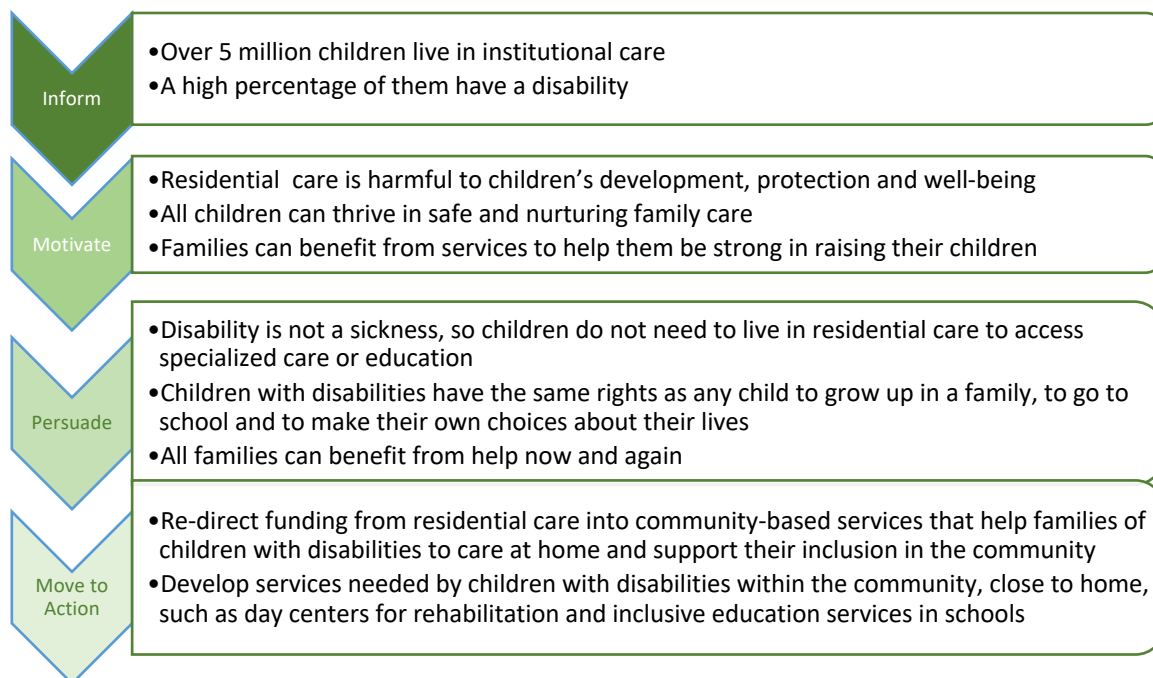 Inform
•Over 5 million children live in institutional care
•A high percentage of them have a disability
Motivate
•Residential  care is harmful to children’s development, protection and well-being
•All children can thrive in safe and nurturing family care
•Families can benefit from services to help them be strong in raising their children
Persuade
•Disability is not a sickness, so children do not need to live in residential care to access
specialized care or education
•Children with disabilities have the same rights as any child to grow up in a family, to go to
school and to make their own choices about their lives
•All families can benefit from help now and again
Move to
Action
•Re-direct funding from residential care into community-based services that help families of
children with disabilities to care at home and support their inclusion in the community
•Develop services needed by children with disabilities within the community, close to home,
such as day centers for rehabilitation and inclusive education services in schools